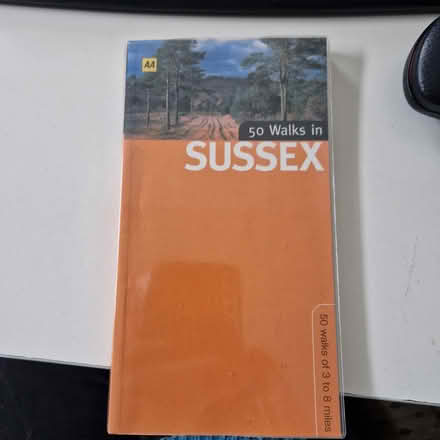 AA
50 Walks in
SUSSEX
50 walks of 3 to 8 miles